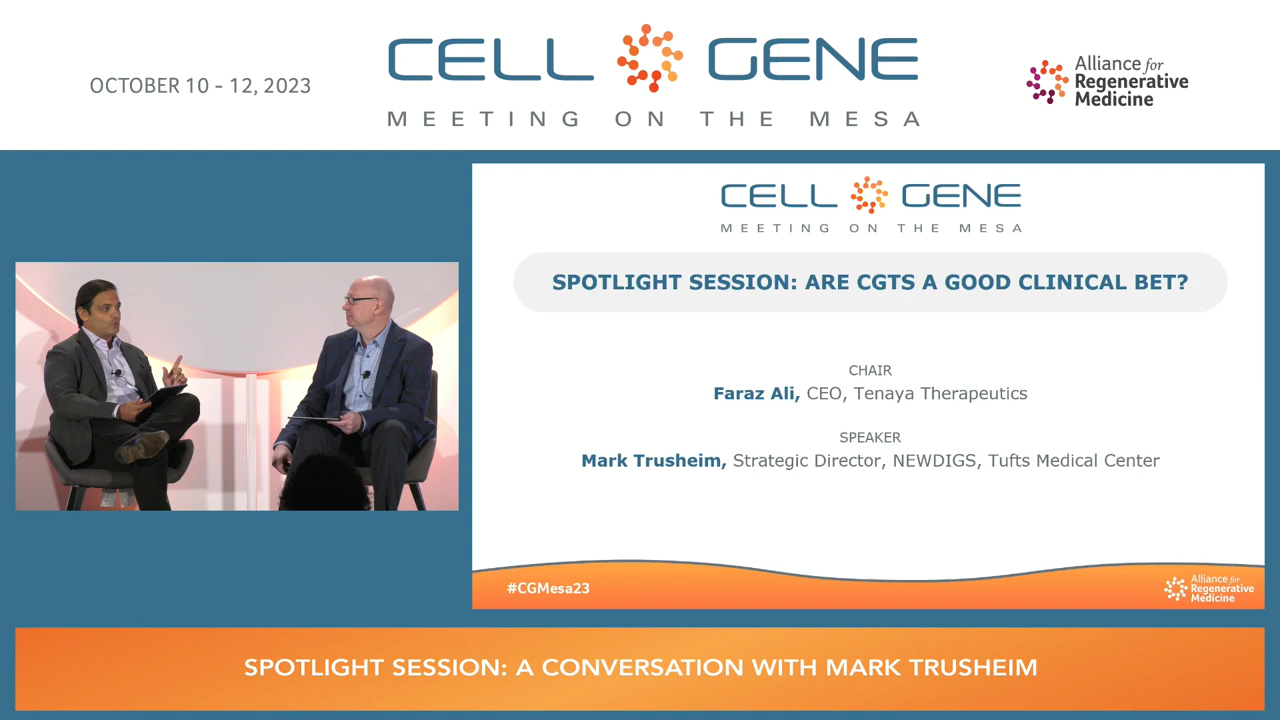 OCTOBER 10 - 12, 2023
CELL GENE
MEETING ON THE MESA
Alliance for
Regenerative
Medicine
CELL GENE
MEETING ON THE MESA
SPOTLIGHT SESSION: ARE CGTS A GOOD CLINICAL BET?
CHAIR
Faraz Ali, CEO, Tenaya Therapeutics
SPEAKER
Mark Trusheim, Strategic Director, NEWDIGS, Tufts Medical Center
#CGMesa23
Alliance for
Regenerative
Medicine
SPOTLIGHT SESSION: A CONVERSATION WITH MARK TRUSHEIM